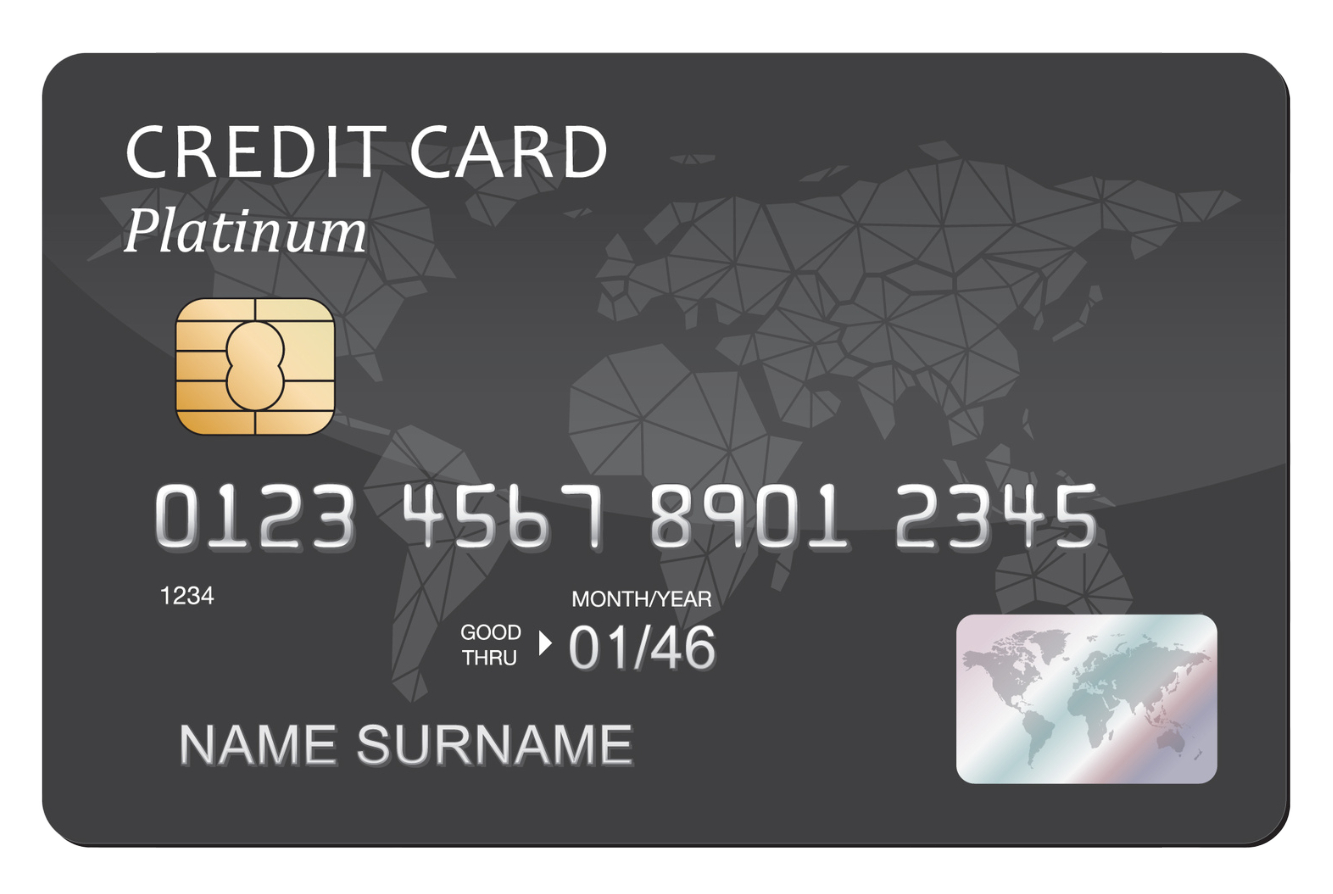 CREDIT CARD
Platinum
0123 4567 8901 2345
1234
MONTH/YEAR
GOOD THRU 01/46
NAME SURNAME